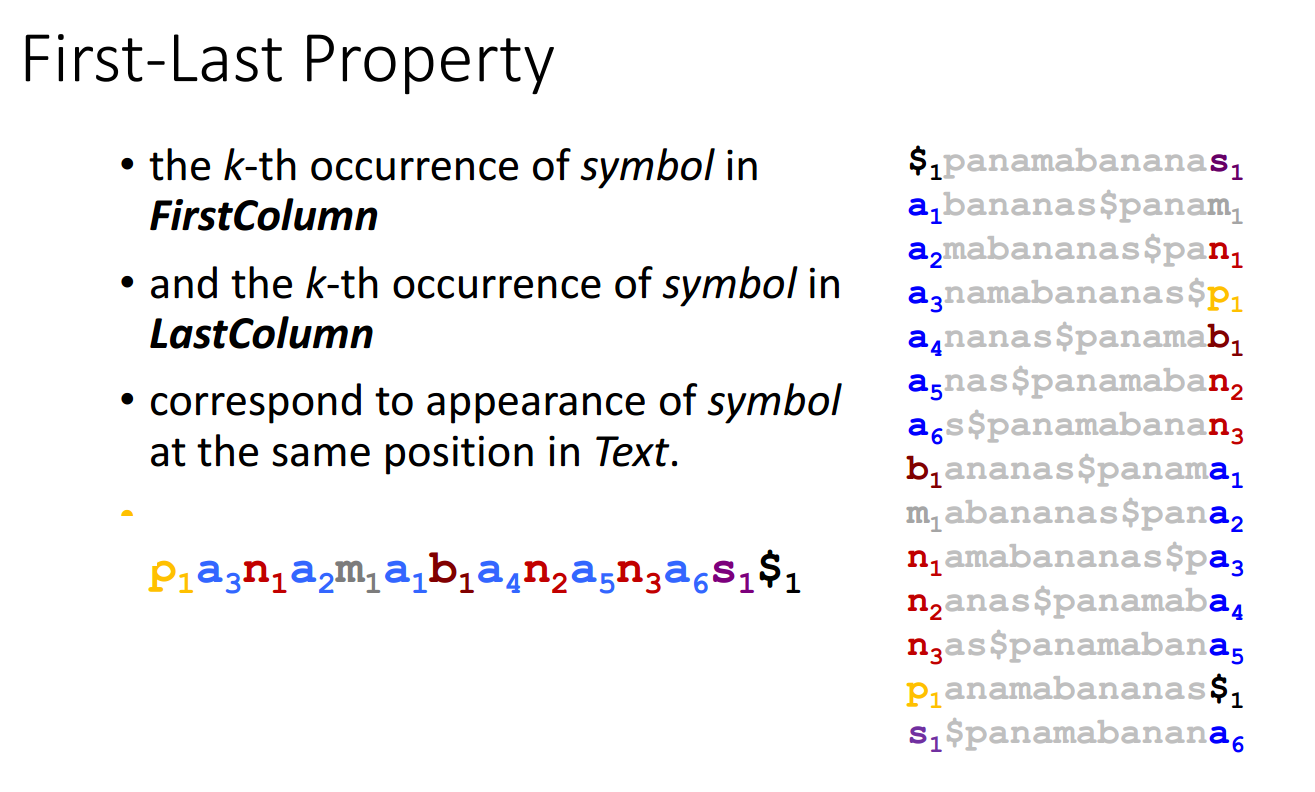 First-Last Property
• the k-th occurrence of symbol in
FirstColumn
• and the k-th occurrence of symbol in
LastColumn
• correspond to appearance of symbol
at the same position in Text.
•
p₁a₃n₁a₂m₁a₁b₁a₄n₂a₅n₃a₆s₁$₁
$₁panamabananas₁
a₁bananas$panam₁
a₂mabananas$pan₁
a₃namabananas$p₁
a₄nanas$panamab₁
a₅nas$panamaban₂
a₆s$panamabanan₃
b₁ananas$panama₁
m₁abananas$pana₂
n₁amabananas$pa₃
n₂anas$panamaba₄
n₃as$panamabana₅
p₁anamabananas$₁
s₁$panamabanana₆